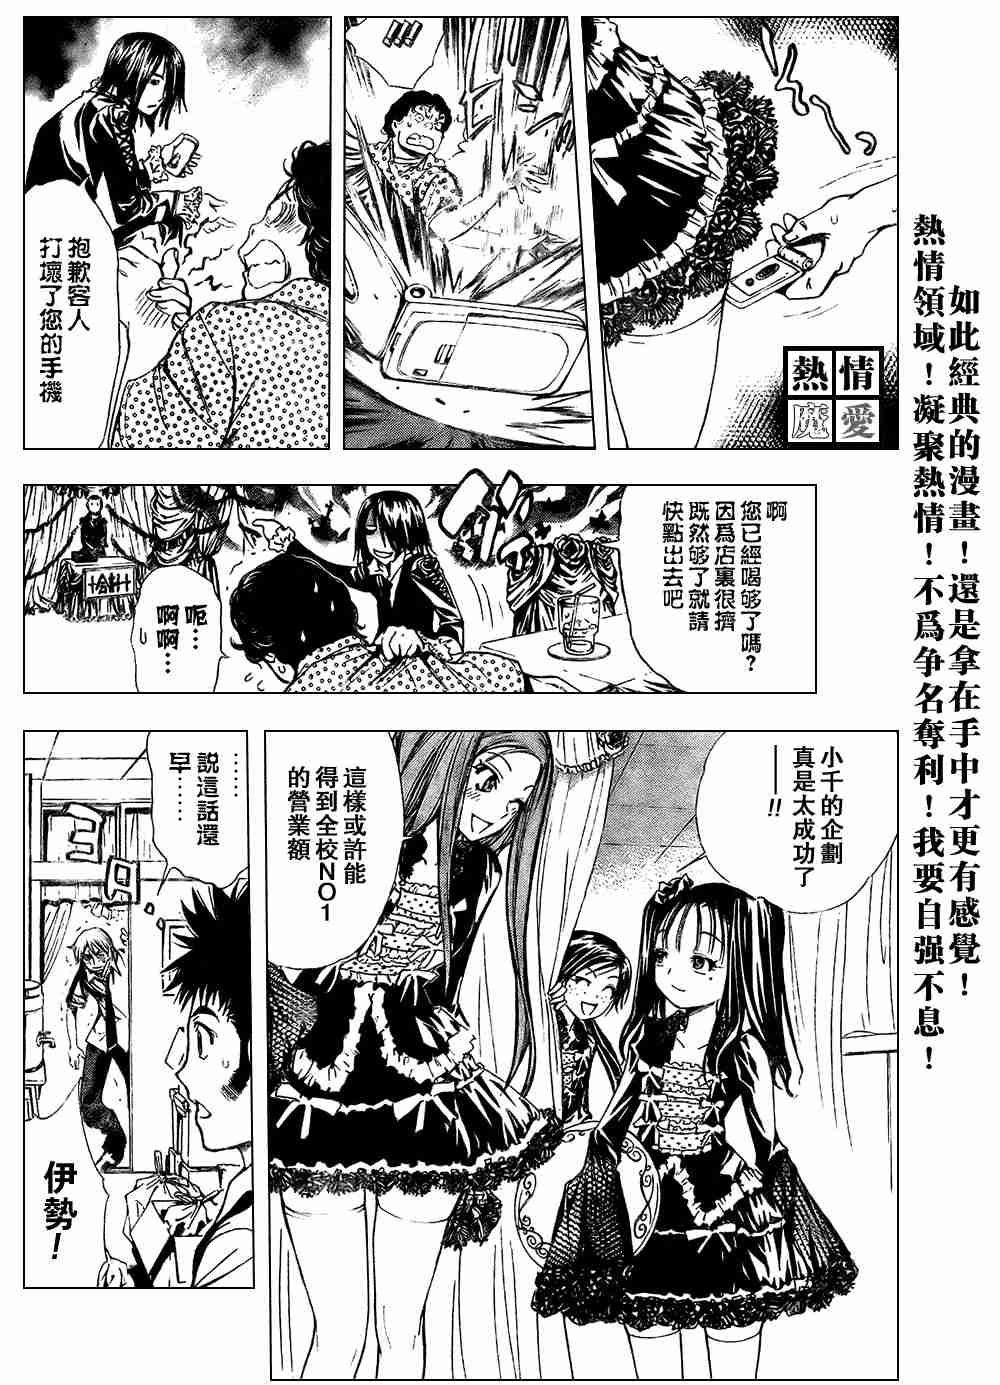 熱情
魔愛
!!!
抱歉客人
打壞了您的手機
啊
您已經喝够了嗎?
因爲店裏很擠
既然够了就請
快點出去吧
呃…
啊啊…
小千的企劃
真是太成功了
——!!
這樣或許能
得到全校NO1
的營業額
……
説這話還
早……
伊勢!
如此經典的漫畫!還是拿在手中才更有感覺!
熱情領域!凝聚熱情!不爲争名奪利!我要自强不息!